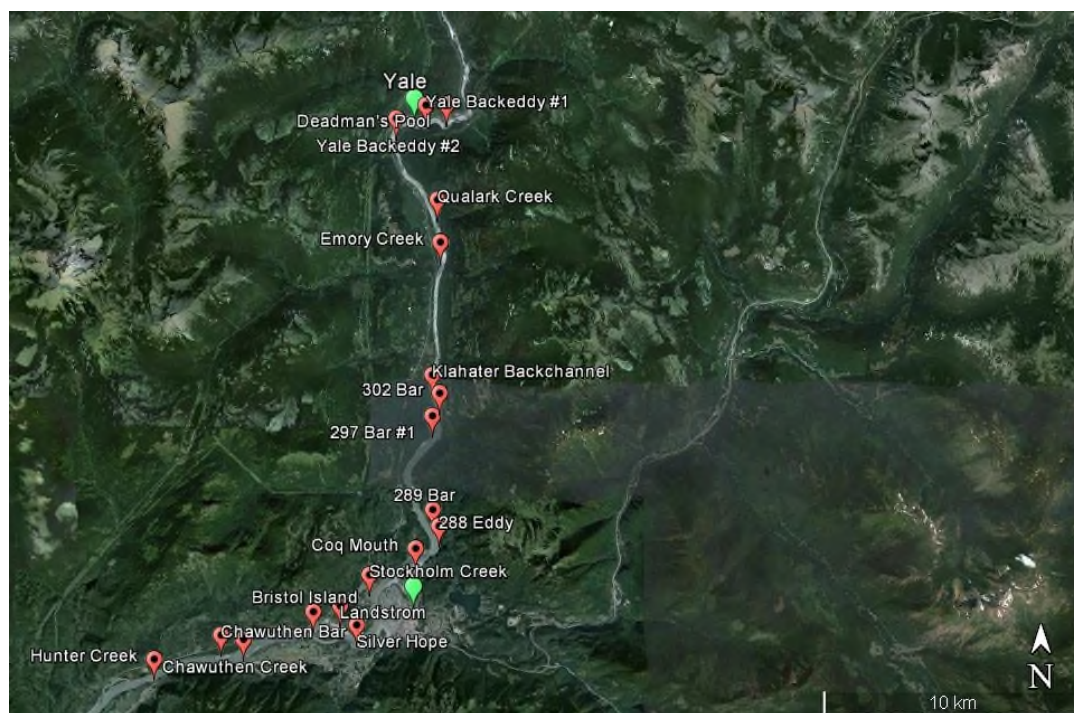 Yale
Yale Backeddy #1
Deadman's Pool
Yale Backeddy #2
Qualark Creek
Emory Creek
Klahater Backchannel
302 Bar
297 Bar #1
289 Bar
288 Eddy
Coq Mouth
Stockholm Creek
Bristol Island
Landstrom
Chawuthen Bar
Silver Hope
Hunter Creek
Chawuthen Creek
N
10 km